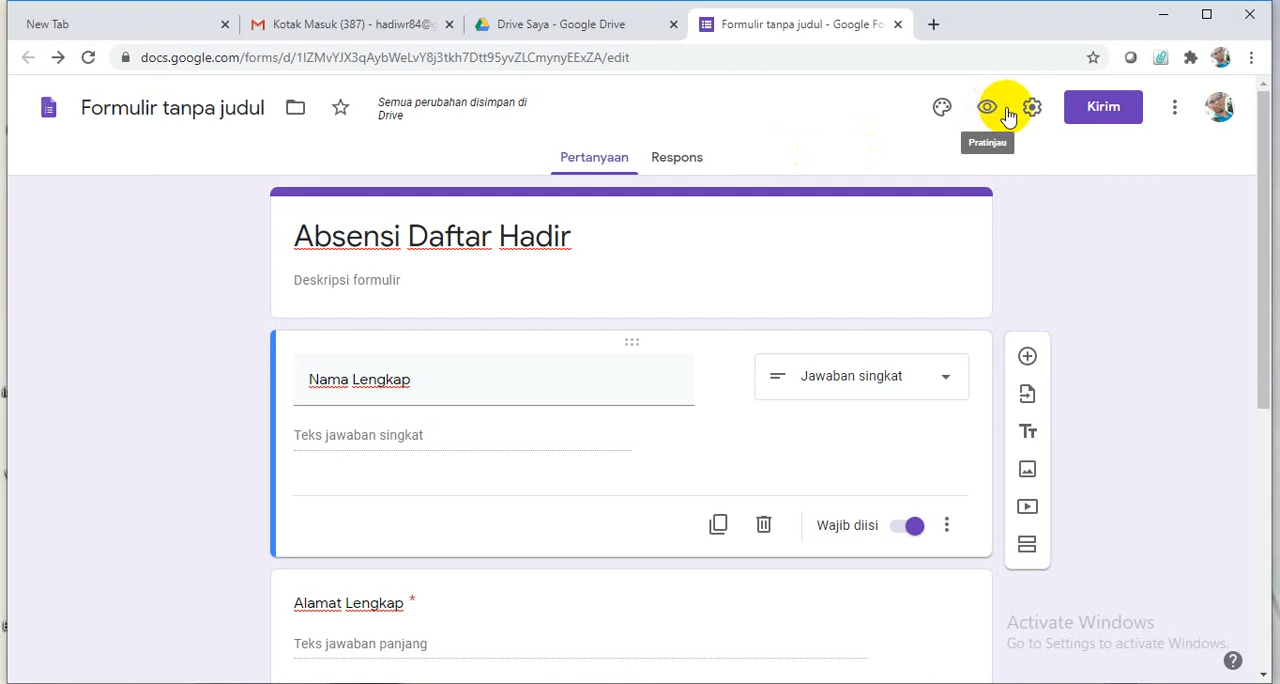 New Tab
Kotak Masuk (387) - hadiwr84@g
Drive Saya - Google Drive
Formulir tanpa judul - Google Fo
docs.google.com/forms/d/1IZMvYJX3qAybWeLvY8j3tkh7Dtt95yvZLCmynyEExZA/edit
Formulir tanpa judul
Semua perubahan disimpan di
Drive
Kirim
Pratinjau
Pertanyaan
Respons
Absensi Daftar Hadir
Deskripsi formulir
Nama Lengkap
Jawaban singkat
Teks jawaban singkat
Wajib diisi
Alamat Lengkap *
Teks jawaban panjang
Activate Windows
Go to Settings to activate Windows.